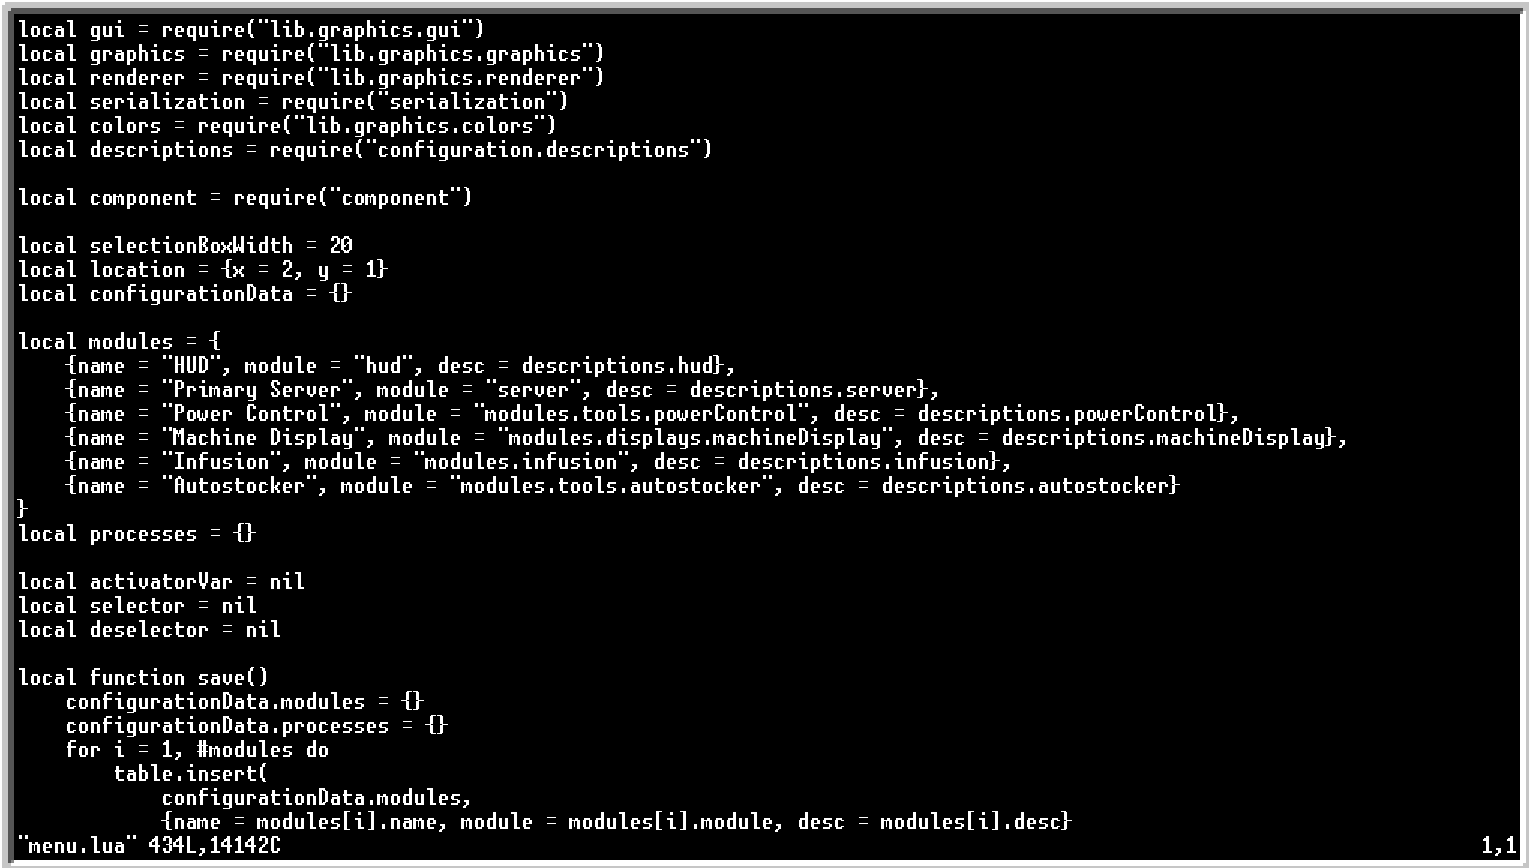 local gui = require("lib.graphics.gui")
local graphics = require("lib.graphics.graphics")
local renderer = require("lib.graphics.renderer")
local serialization = require("serialization")
local colors = require("lib.graphics.colors")
local descriptions = require("configuration.descriptions")

local component = require("component")

local selectionBoxWidth = 20
local location = {x = 2, y = 1}
local configurationData = {}

local modules = {
    {name = "HUD", module = "hud", desc = descriptions.hud},
    {name = "Primary Server", module = "server", desc = descriptions.server},
    {name = "Power Control", module = "modules.tools.powerControl", desc = descriptions.powerControl},
    {name = "Machine Display", module = "modules.displays.machineDisplay", desc = descriptions.machineDisplay},
    {name = "Infusion", module = "modules.infusion", desc = descriptions.infusion},
    {name = "Autostocker", module = "modules.tools.autostocker", desc = descriptions.autostocker}
}
local processes = {}

local activatorVar = nil
local selector = nil
local deselector = nil

local function save()
    configurationData.modules = {}
    configurationData.processes = {}
    for i = 1, #modules do
        table.insert(
            configurationData.modules,
            {name = modules[i].name, module = modules[i].module, desc = modules[i].desc}
"menu.lua" 434L,14142C 1,1